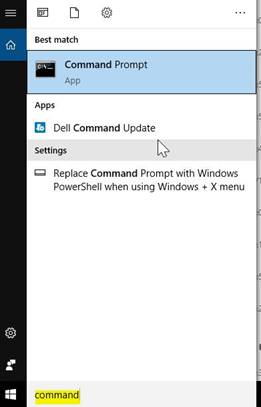 Best match
Command Prompt
App
Apps
Dell Command Update
Settings
Replace Command Prompt with Windows
PowerShell when using Windows + X menu
command